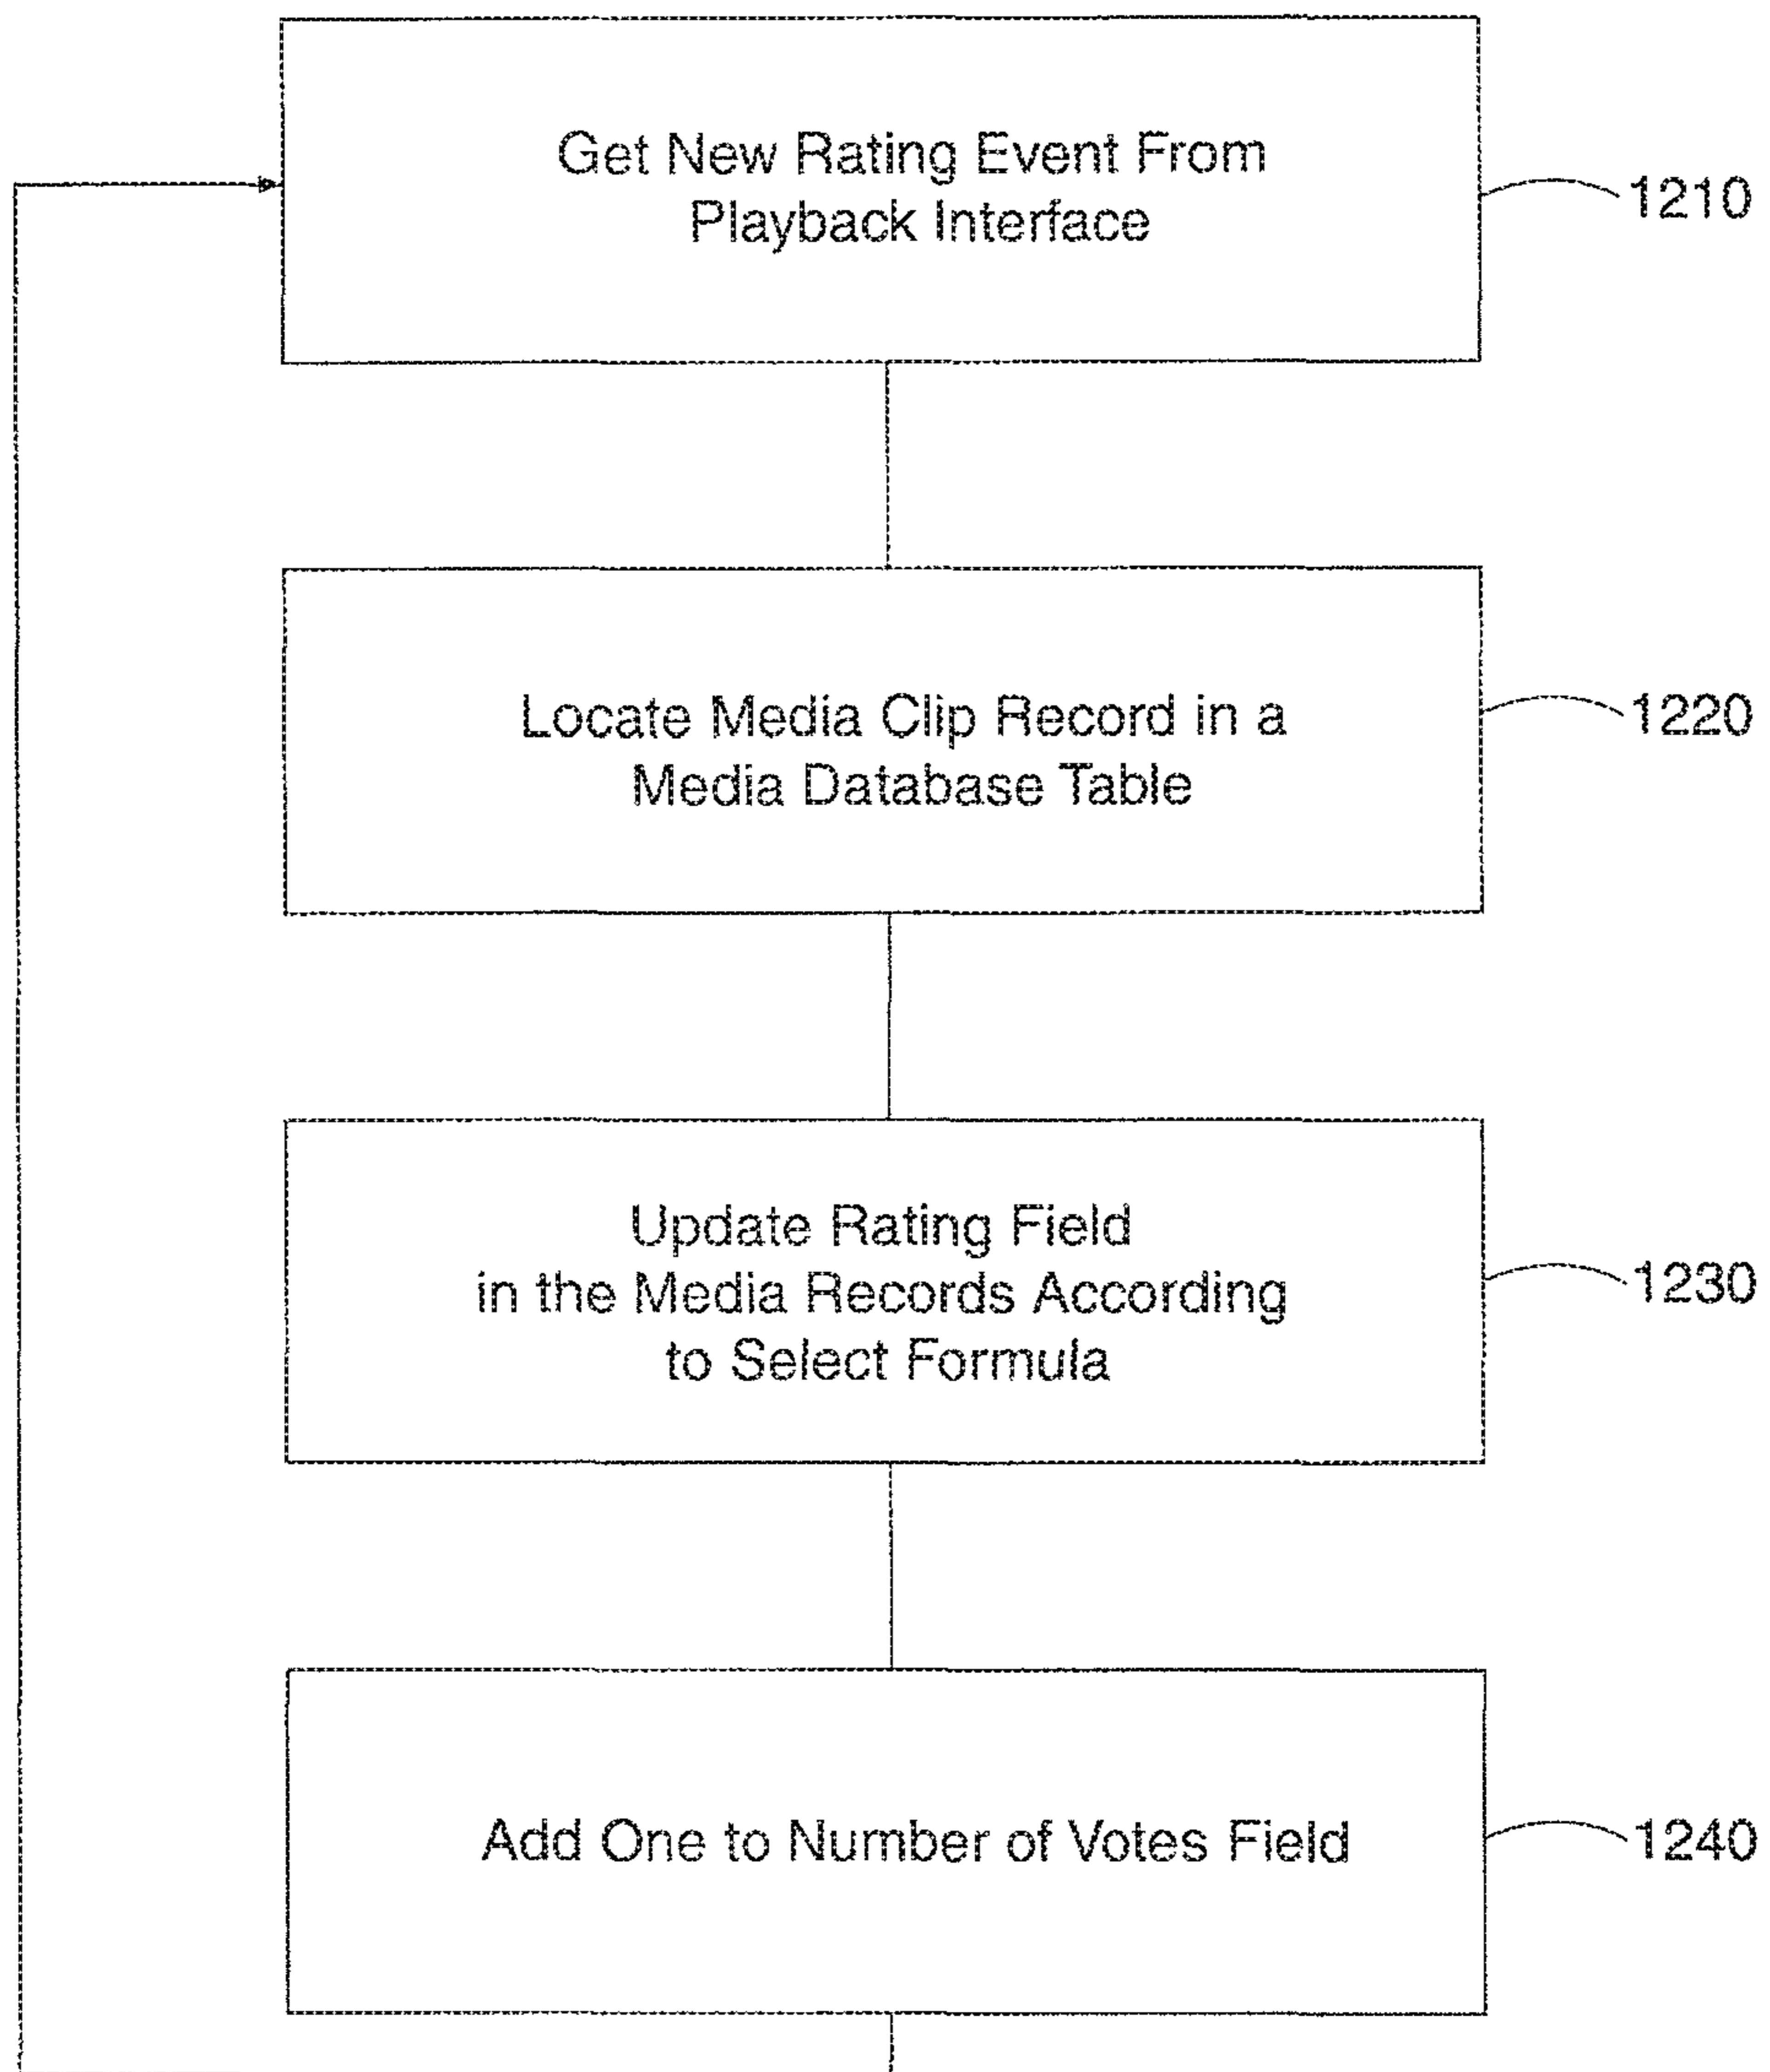 Get New Rating Event From
Playback Interface
1210
Locate Media Clip Record in a
Media Database Table
1220
Update Rating Field
in the Media Records According
to Select Formula
1230
Add One to Number of Votes Field
1240